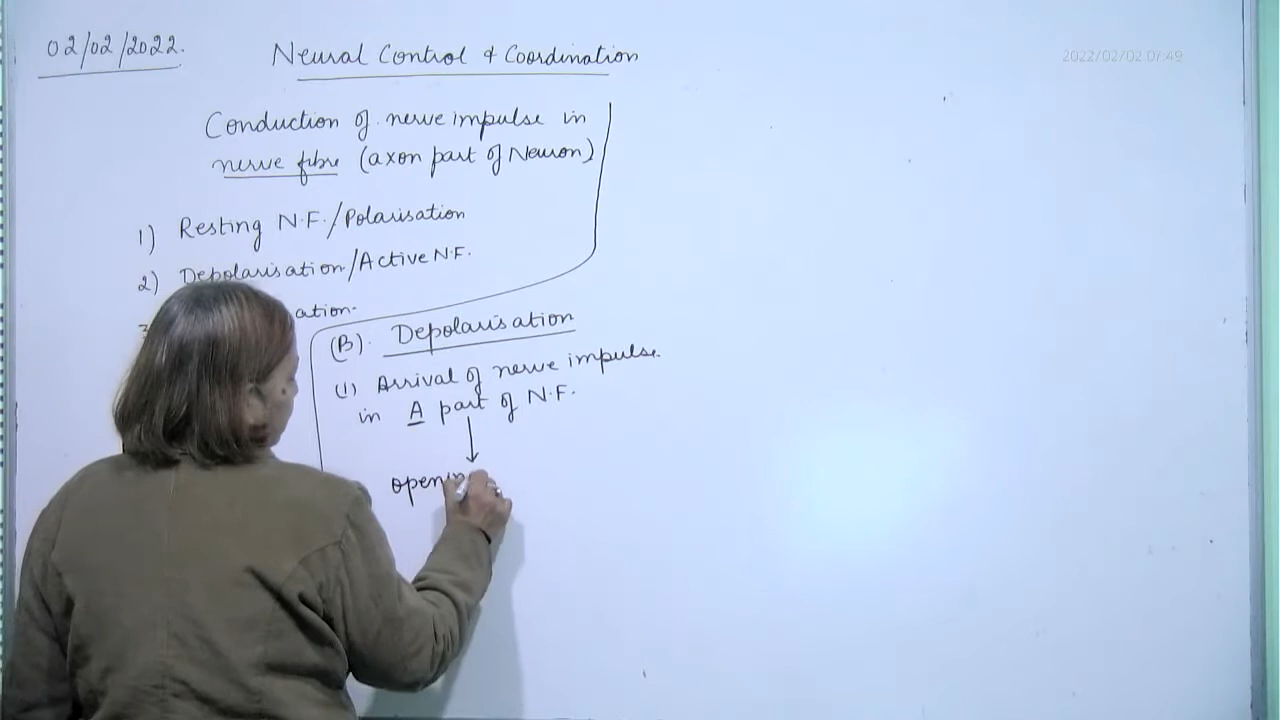 02/02/2022.
Neural Control & Coordination
2022/02/02 07:49
Conduction of nerve impulse in
nerve fibre (axon part of Neuron)
1) Resting N.F./Polarisation
2) Depolarisation/Active N.F.
3 ation.
(B). Depolarisation
(1) Arrival of nerve impulse.
in A part of N.F.
openin